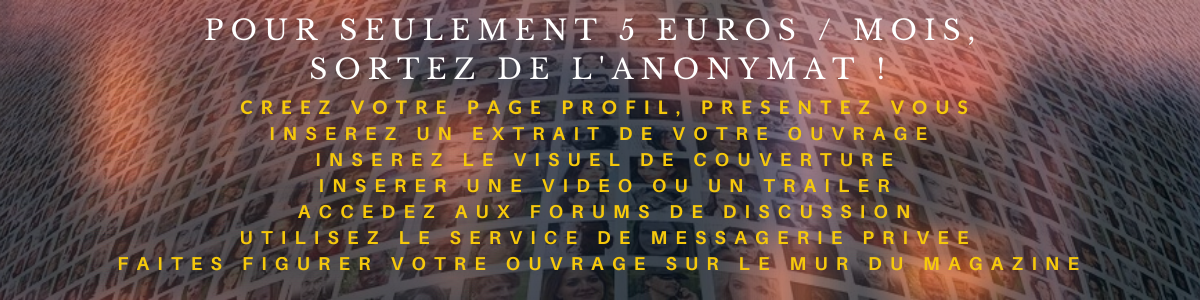 POUR SEULEMENT 5 EUROS / MOIS,
SORTEZ DE L'ANONYMAT !
CREEZ VOTRE PAGE PROFIL, PRESENTEZ VOUS
INSEREZ UN EXTRAIT DE VOTRE OUVRAGE
INSEREZ LE VISUEL DE COUVERTURE
INSERER UNE VIDEO OU UN TRAILER
ACCEDEZ AUX FORUMS DE DISCUSSION
UTILISEZ LE SERVICE DE MESSAGERIE PRIVEE
FAITES FIGURER VOTRE OUVRAGE SUR LE MUR DU MAGAZINE